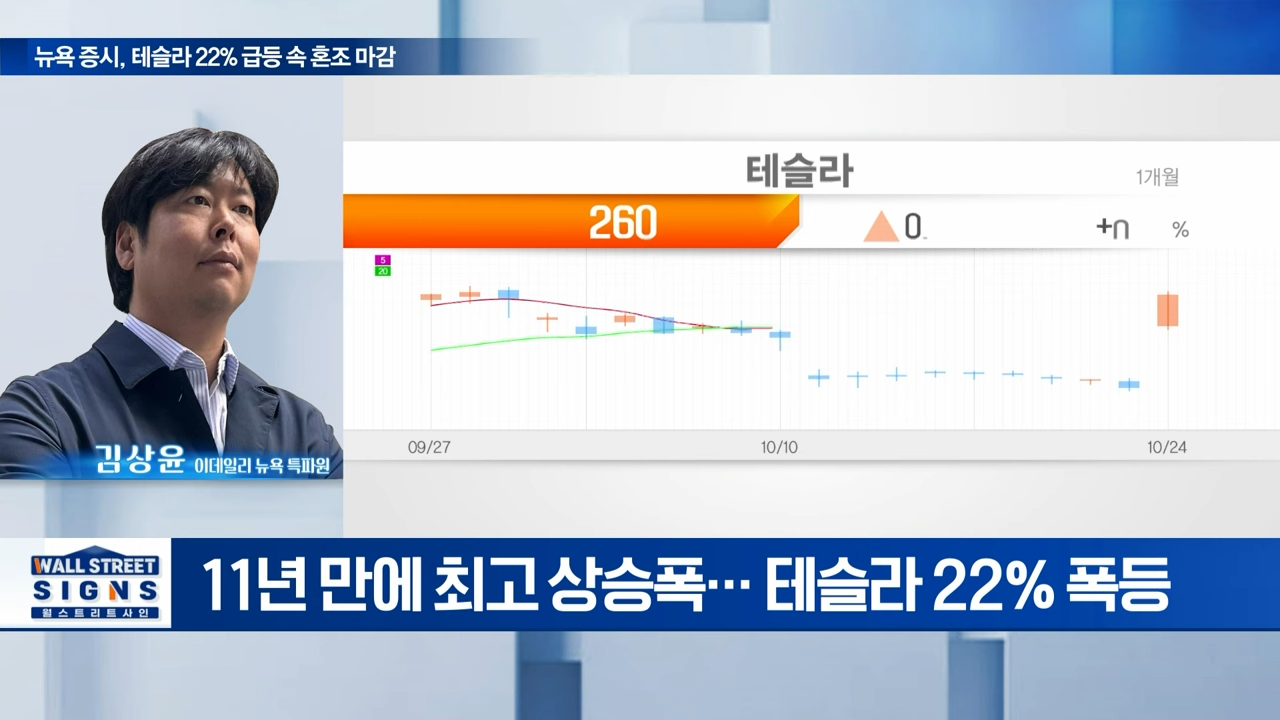 뉴욕 증시, 테슬라 22% 급등 속 혼조 마감
테슬라
1개월
260
0
%
5
20
09/27
10/10
10/24
김상윤 이데일리 뉴욕 특파원
WALL STREET
SIGNS
월스트리트사인
11년 만에 최고 상승폭… 테슬라 22% 폭등